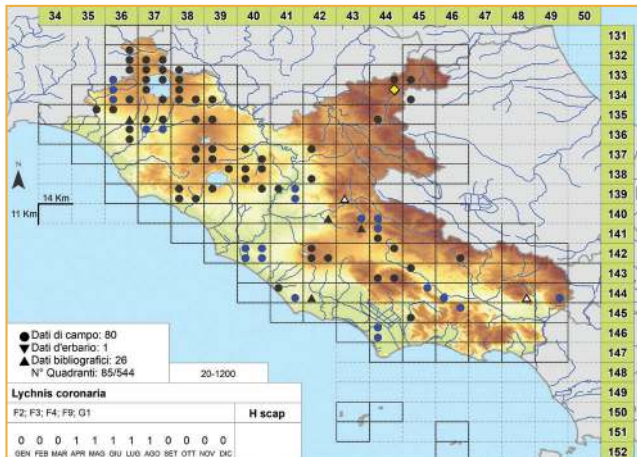 34 35 36 37 38 39 40 41 42 43 44 45 46 47 48 49 50
131
132
133
134
135
136
137
138
139
140
141
142
143
144
145
146
147
148
149
150
151
152
N
14 Km
11 Km
Dati di campo: 80
Dati d'erbario: 1
Dati bibliografici: 26
N° Quadranti: 85/544
20-1200
Lychnis coronaria
F2; F3; F4; F9; G1
H scap
0 0 0 1 1 1 1 1 0 0 0 0
GEN FEB MAR APR MAG GIU LUG AGO SET OTT NOV DIC